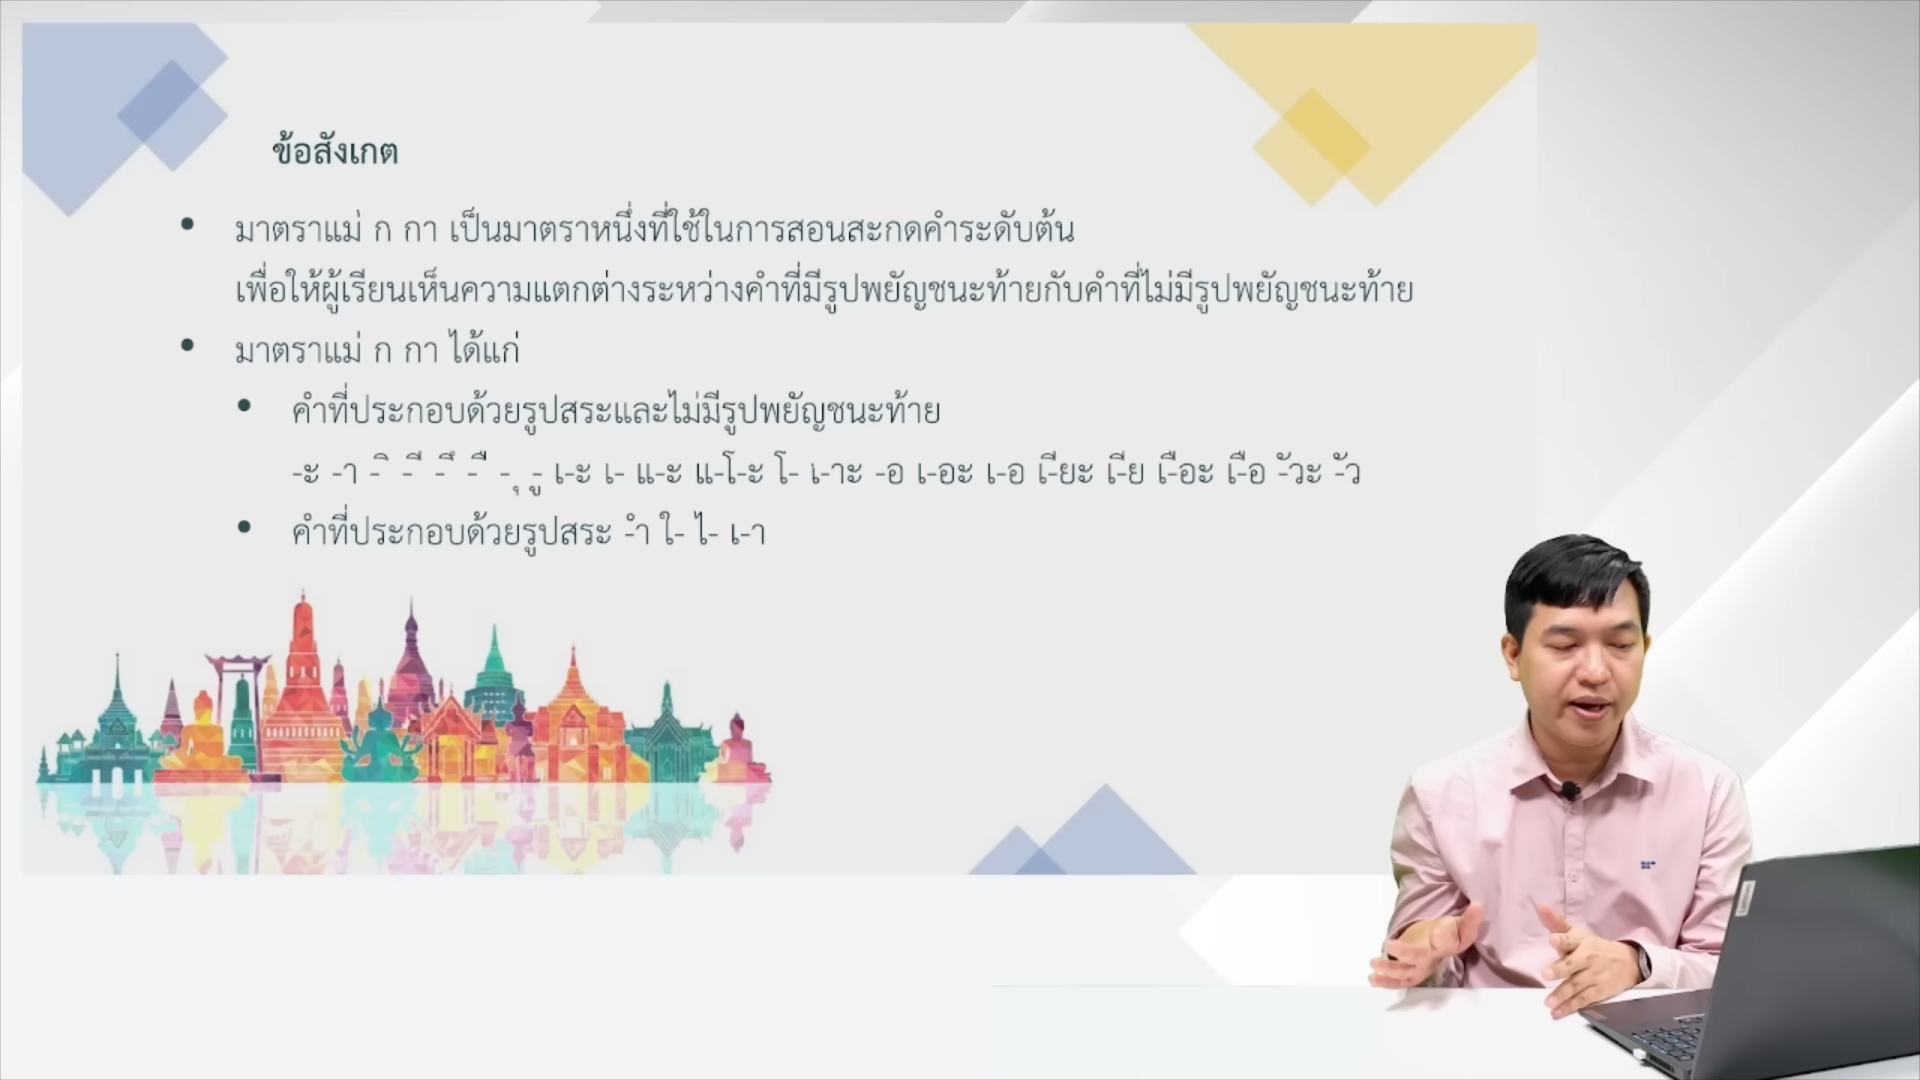 ข้อสังเกต
• มาตราแม่ ก กา เป็นมาตราหนึ่งที่ใช้ในการสอนสะกดคำระดับต้น
เพื่อให้ผู้เรียนเห็นความแตกต่างระหว่างคำที่มีรูปพยัญชนะท้ายกับคำที่ไม่มีรูปพยัญชนะท้าย
• มาตราแม่ ก กา ได้แก่
• คำที่ประกอบด้วยรูปสระและไม่มีรูปพยัญชนะท้าย
-ะ -า -ิ -ี -ึ -ื -ุ -ู เ-ะ เ- แ-ะ แ-โ-ะ โ- เ-าะ -อ เ-อะ เ-อ เ-ียะ เ-ีย เ-ือะ เ-ือ -ัวะ -ัว
• คำที่ประกอบด้วยรูปสระ -ำ ใ- ไ- เ-า